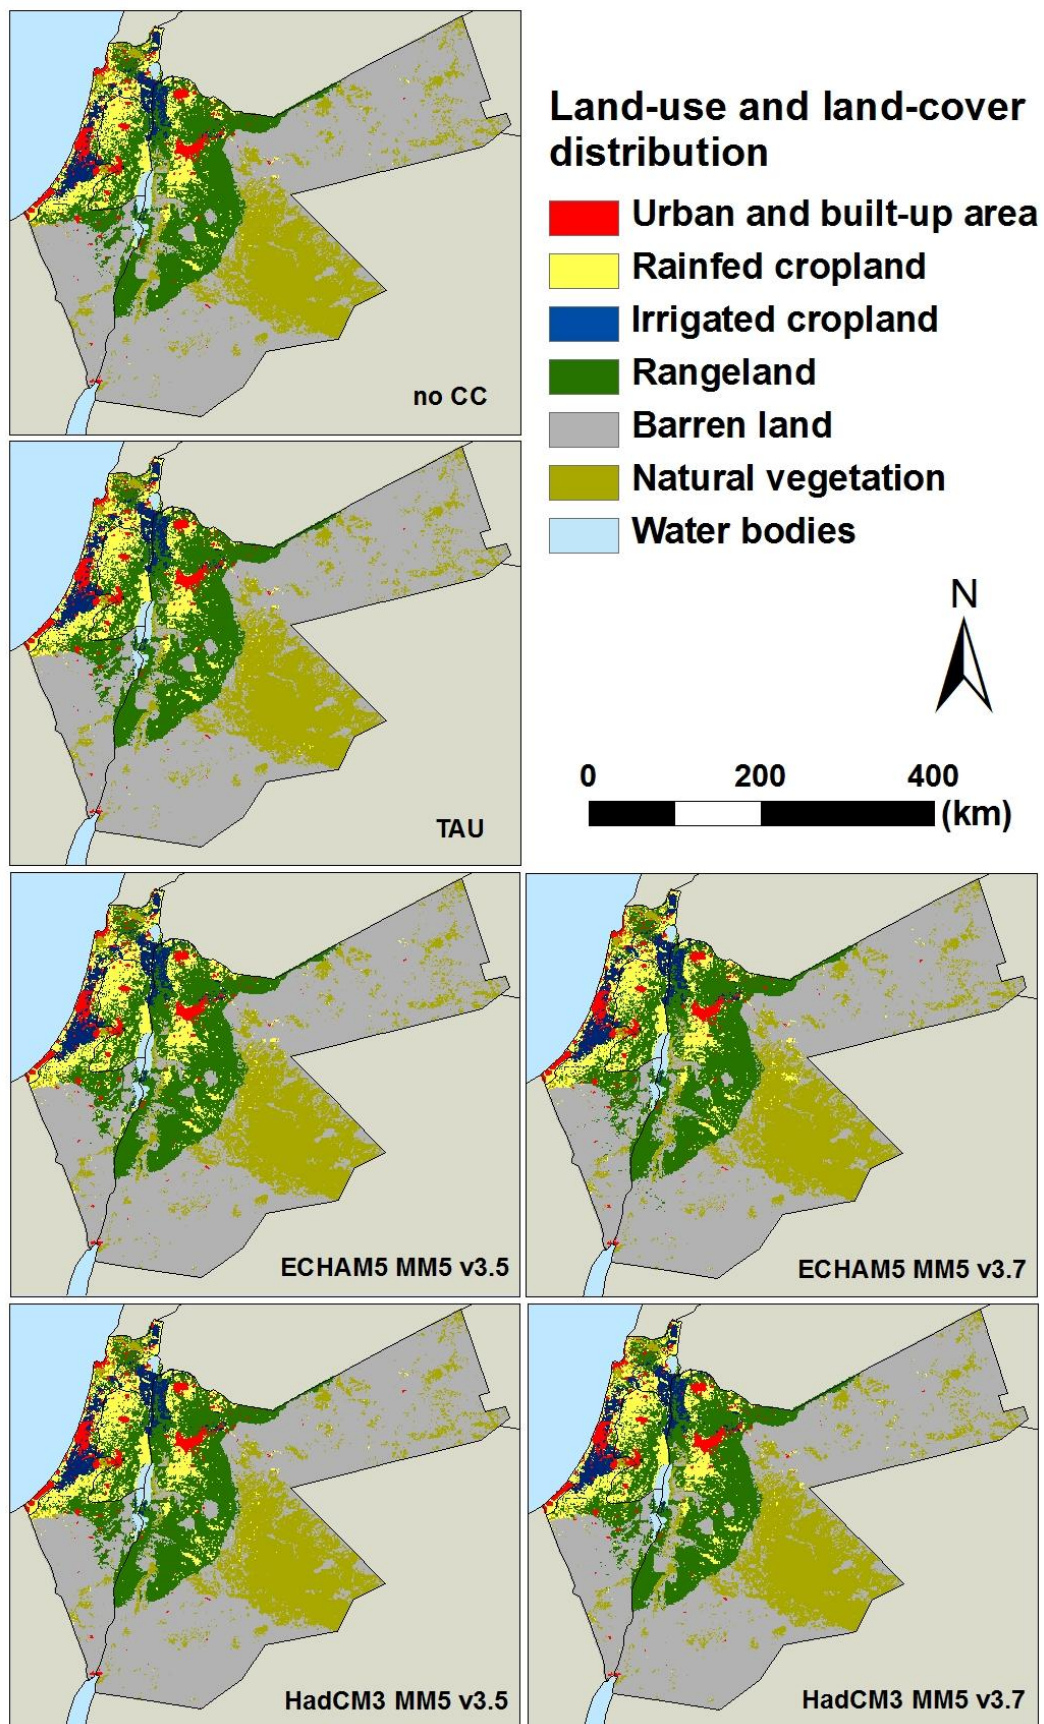 Land-use and land-cover
distribution
Urban and built-up area
Rainfed cropland
Irrigated cropland
Rangeland
Barren land
Natural vegetation
Water bodies
no CC
N
0 200 400
(km)
TAU
ECHAM5 MM5 v3.5
ECHAM5 MM5 v3.7
HadCM3 MM5 v3.5
HadCM3 MM5 v3.7